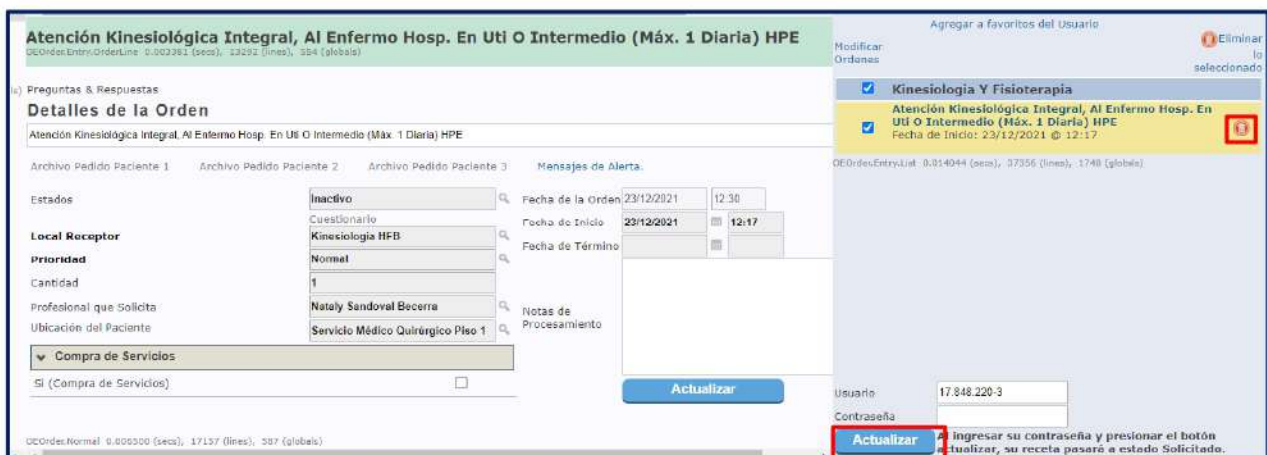 Atención Kinesiológica Integral, Al Enfermo Hosp. En Uti O Intermedio (Máx. 1 Diaria) HPE
OEOrder.Entry.OrderLine 0.003361 (secs), 13292 (lines), 554 (globals)
Preguntas & Respuestas
Detalles de la Orden
Atención Kinesiológica Integral, Al Enfermo Hosp. En Uti O Intermedio (Máx. 1 Diaria) HPE
Archivo Pedido Paciente 1 Archivo Pedido Paciente 2 Archivo Pedido Paciente 3 Mensajes de Alerta.
Estados Inactivo Fecha de la Orden 23/12/2021 12:30
Cuestionario
Local Receptor Kinesiología HFB Fecha de Inicio 23/12/2021 12:17
Prioridad Normal Fecha de Término
Cantidad 1
Profesional que Solicita Nataly Sandoval Becerra
Ubicación del Paciente Servicio Médico Quirúrgico Piso 1
Notas de
Procesamiento
Compra de Servicios
Si (Compra de Servicios)
Actualizar
OEOrder.Normal 0.006500 (secs), 17157 (lines), 587 (globals)
Agregar a favoritos del Usuario
Modificar
Ordenes
Eliminar
lo
seleccionado
Kinesiologia Y Fisioterapia
Atención Kinesiológica Integral, Al Enfermo Hosp. En
Uti O Intermedio (Máx. 1 Diaria) HPE
Fecha de Inicio: 23/12/2021 @ 12:17
OEOrder.Entry.List 0.014044 (secs), 37356 (lines), 1740 (globals)
Usuario 17.848.220-3
Contraseña
Actualizar
Al ingresar su contraseña y presionar el botón
actualizar, su receta pasará a estado Solicitado.